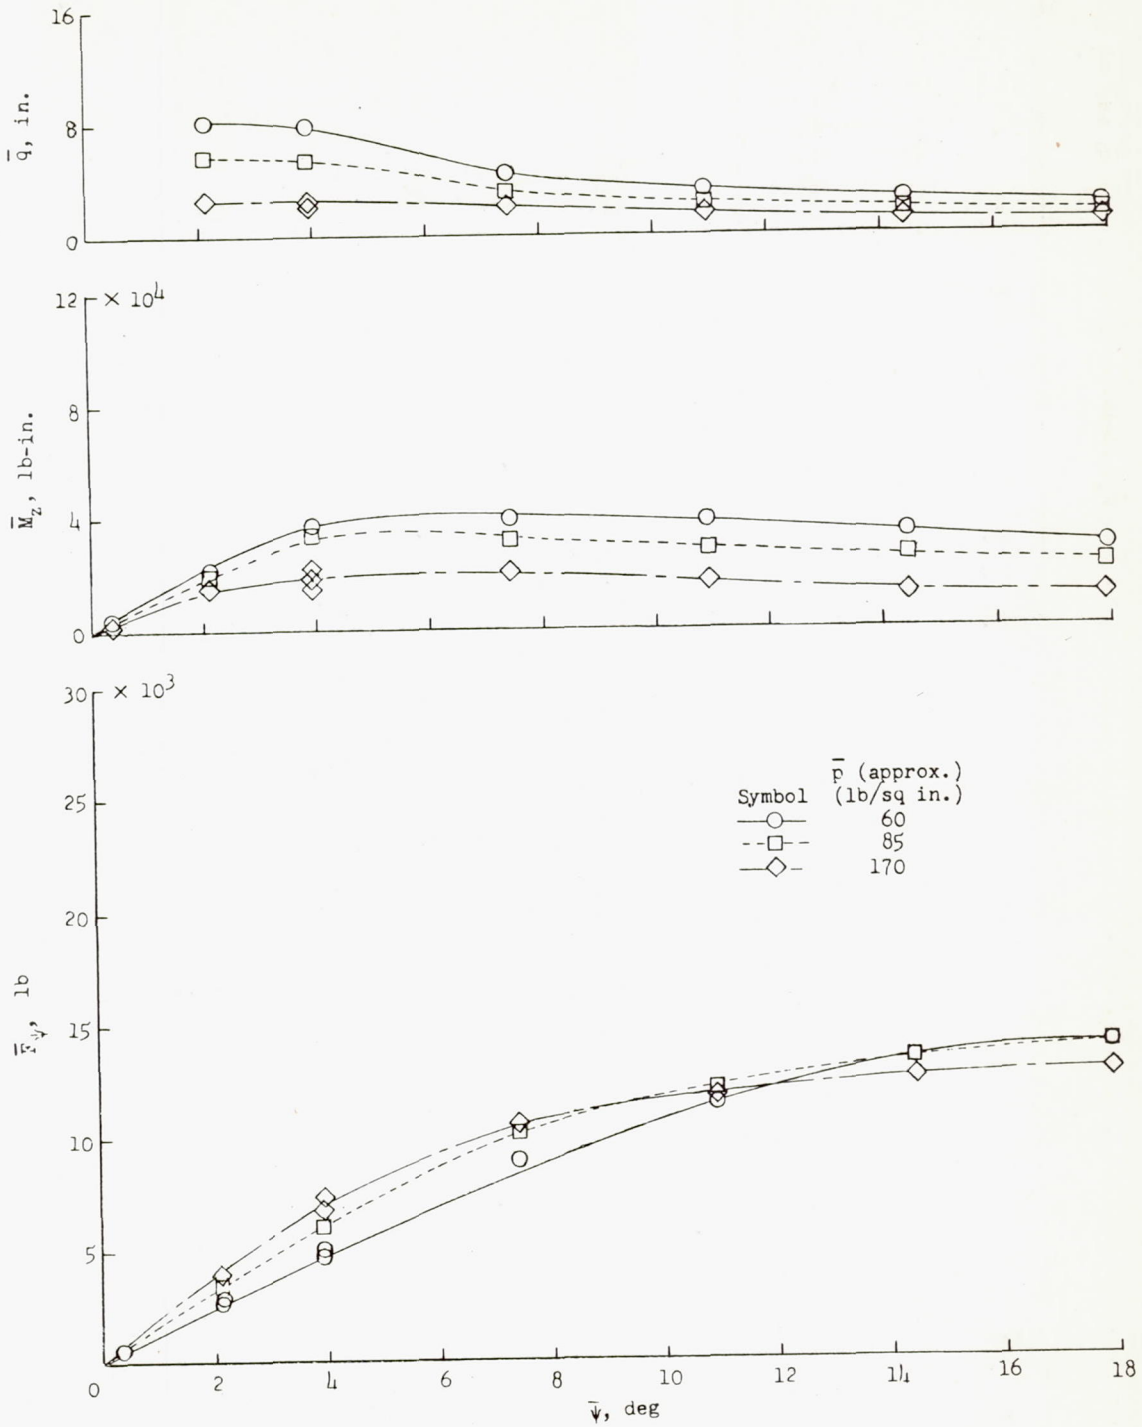 16
8
0
q̄, in.
12 × 10⁴
8
4
0
M̄z, lb-in.
30 × 10³
25
20
15
10
5
F̄ψ, lb
p̄ (approx.)
Symbol (lb/sq in.)
60
85
170
0 2 4 6 8 10 12 14 16 18
ψ̄, deg